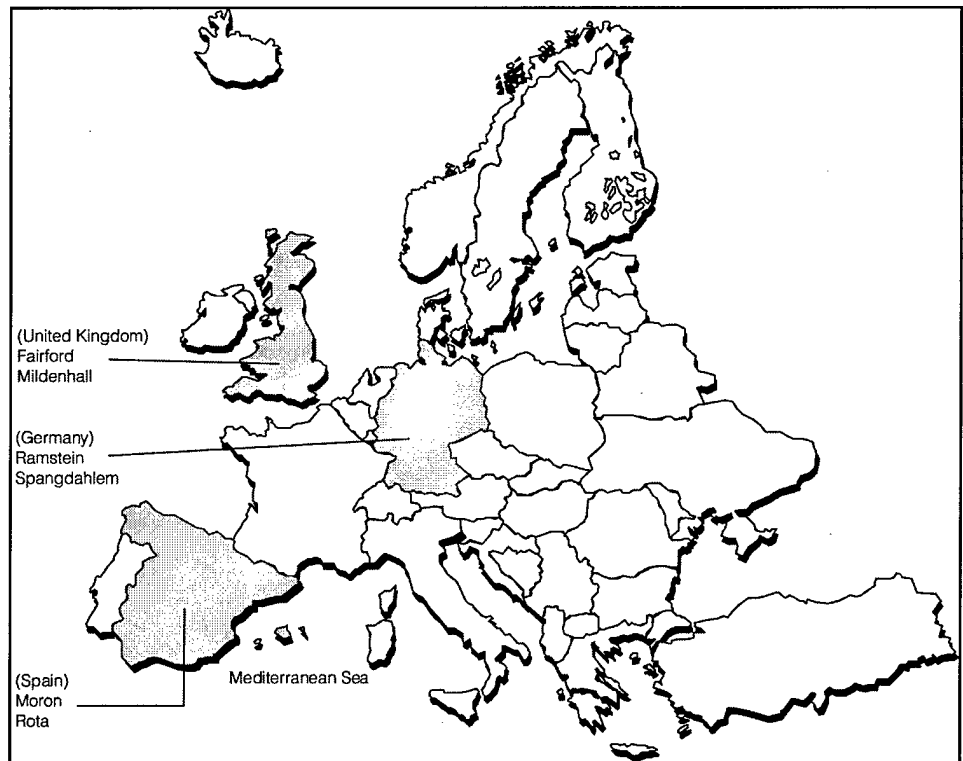 (United Kingdom)
Fairford
Mildenhall
(Germany)
Ramstein
Spangdahlem
(Spain)
Moron
Rota
Mediterranean Sea